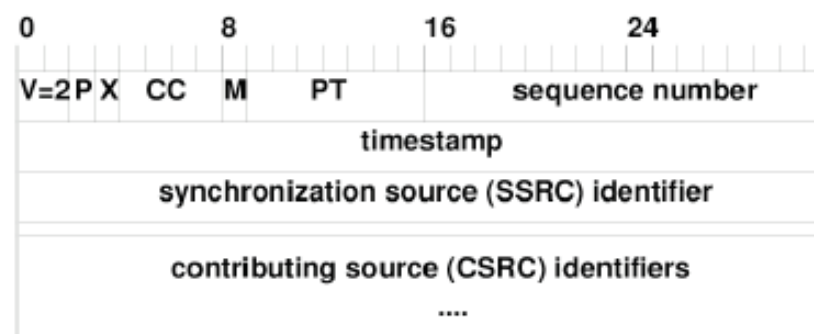 0 8 16 24
V=2 P X CC M PT sequence number
timestamp
synchronization source (SSRC) identifier
contributing source (CSRC) identifiers
....